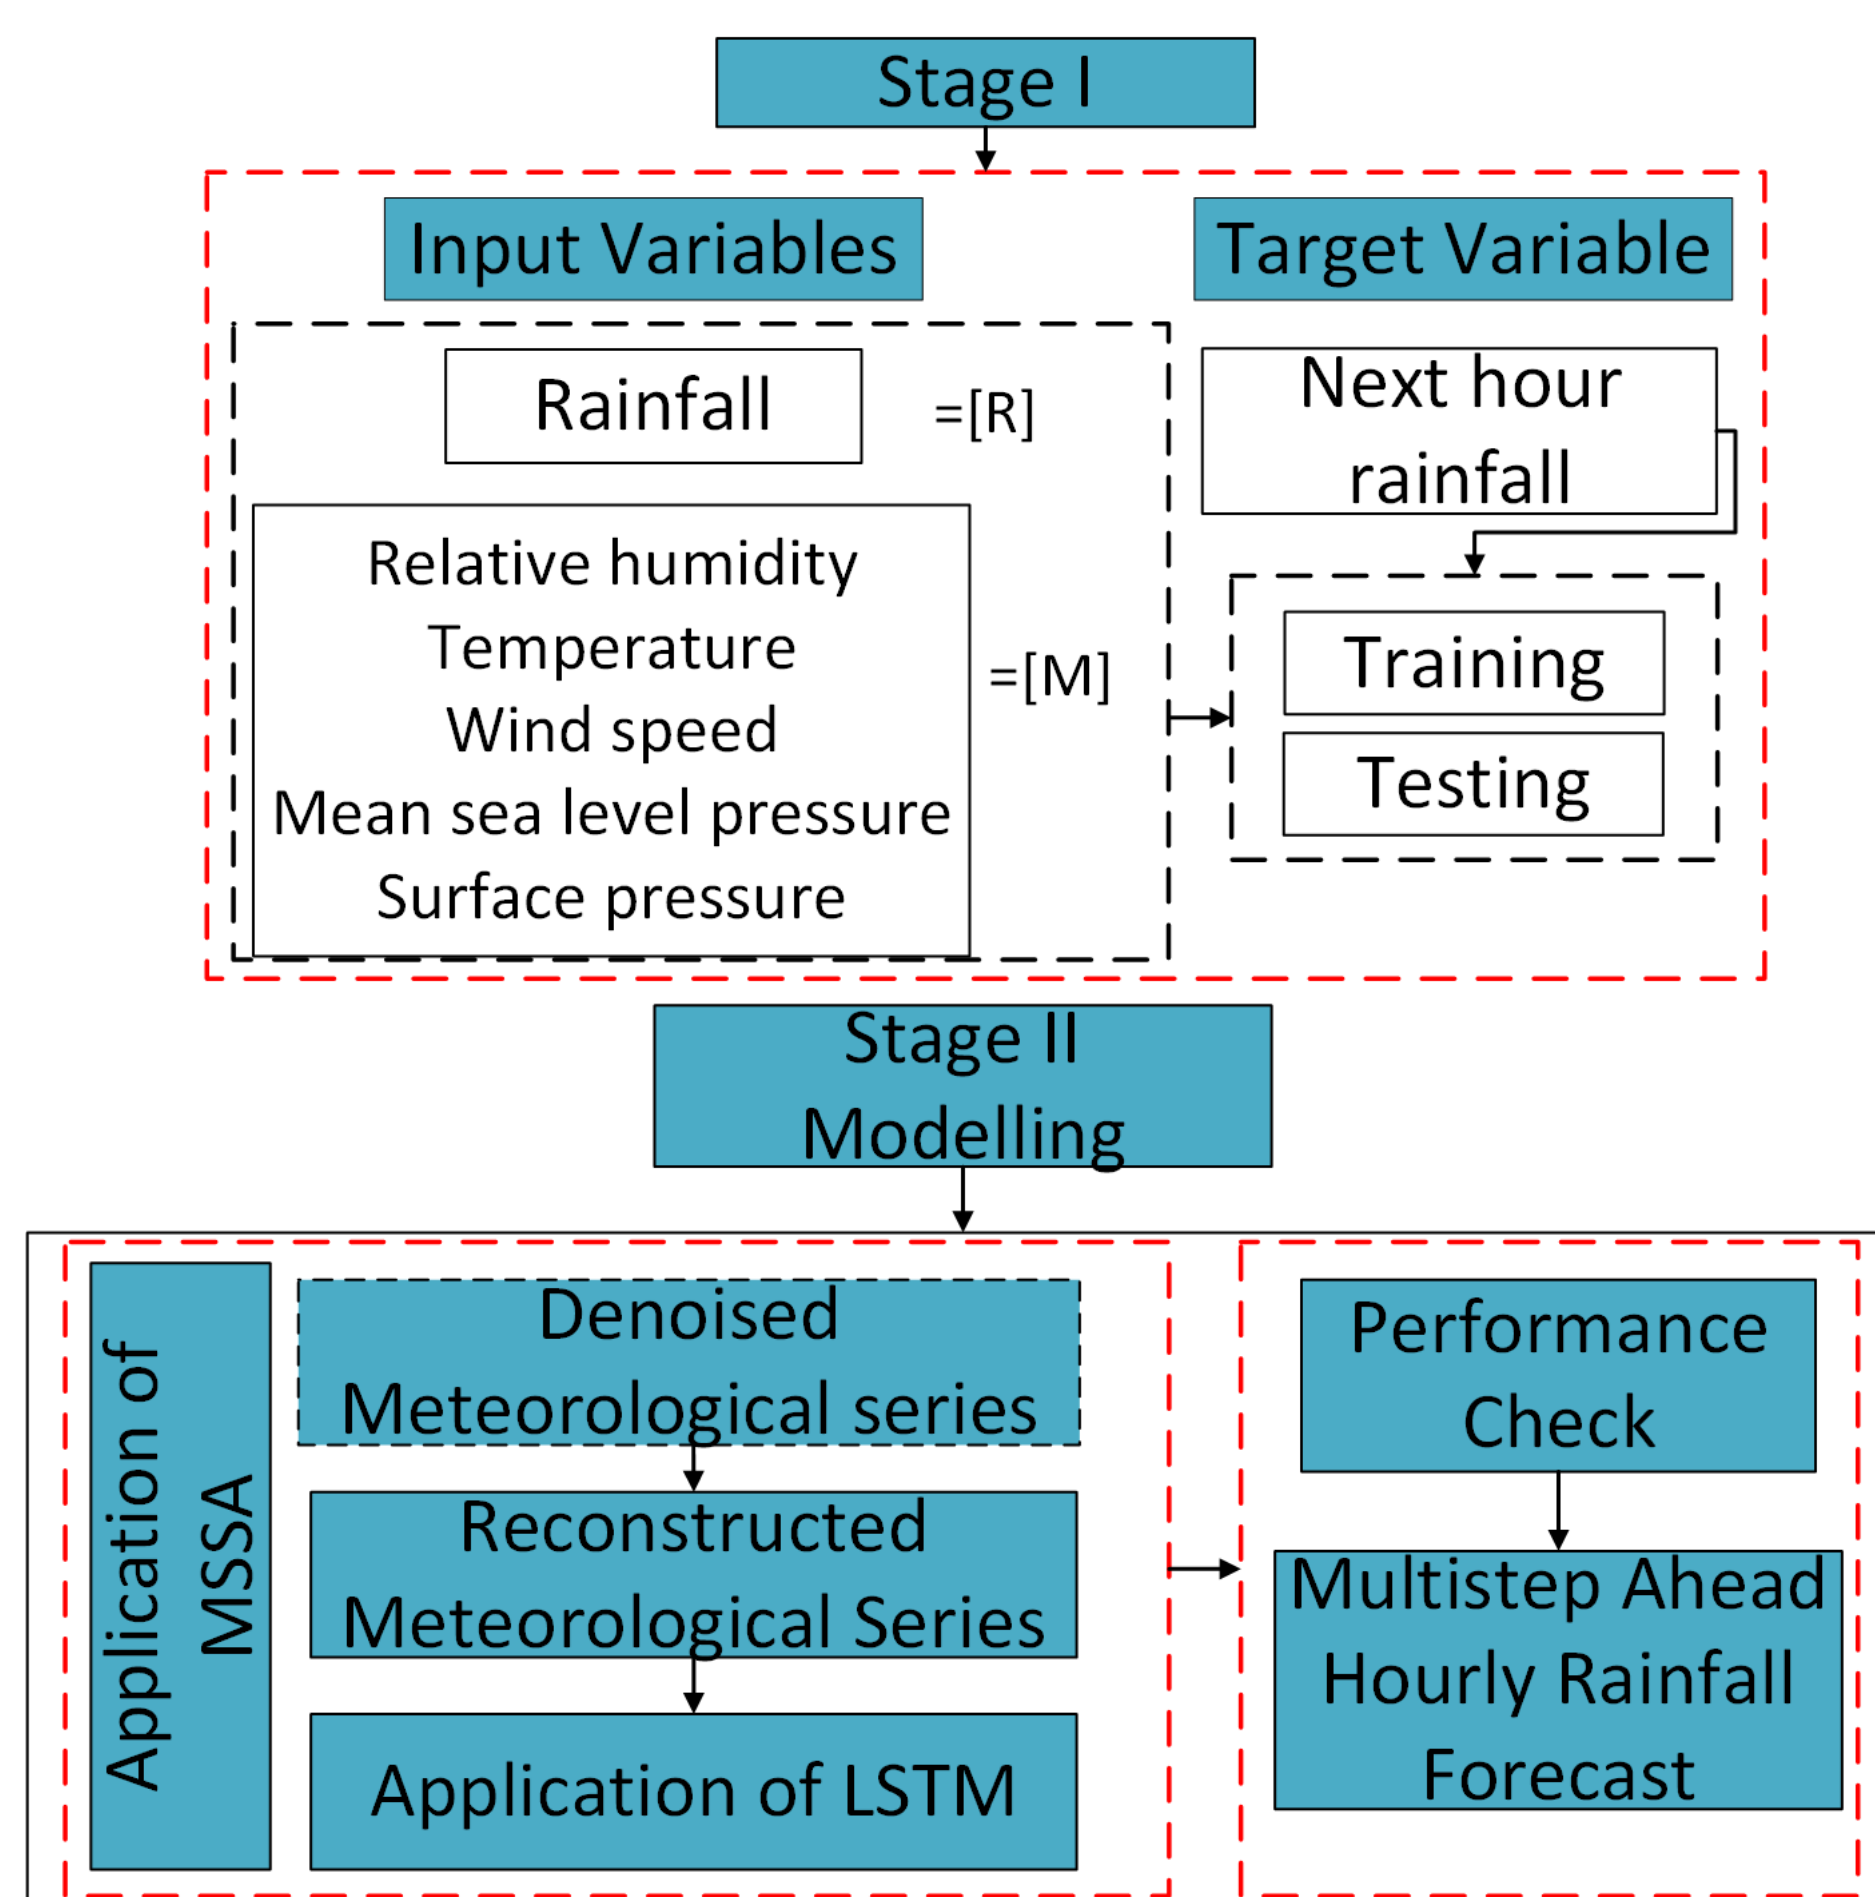 Stage I
Input Variables
Target Variable
Rainfall
=[R]
Next hour
rainfall
Relative humidity
Temperature
Wind speed
Mean sea level pressure
Surface pressure
=[M]
Training
Testing
Stage II
Modelling
Application of
MSSA
Denoised
Meteorological series
Reconstructed
Meteorological Series
Application of LSTM
Performance
Check
Multistep Ahead
Hourly Rainfall
Forecast